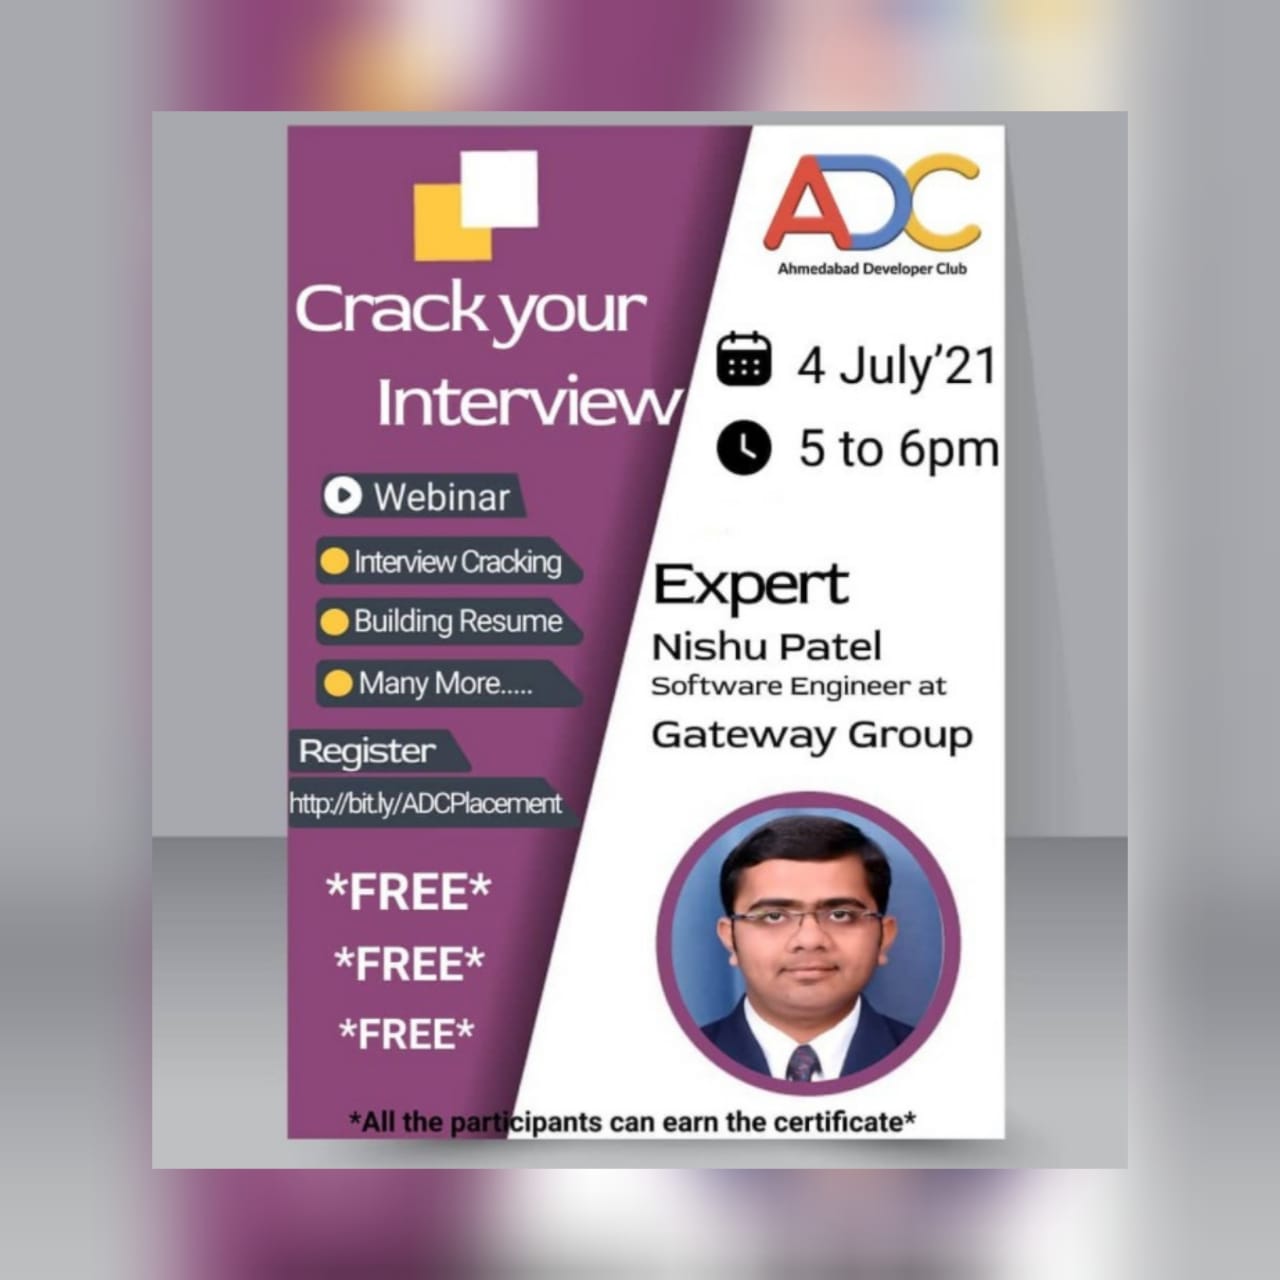 Crack your
Interview
Webinar
Interview Cracking
Building Resume
Many More.....
Register
http://bit.ly/ADCPlacement
*FREE*
*FREE*
*FREE*
ADC
Ahmedabad Developer Club
4 July’21
5 to 6pm
Expert
Nishu Patel
Software Engineer at
Gateway Group
*All the participants can earn the certificate*